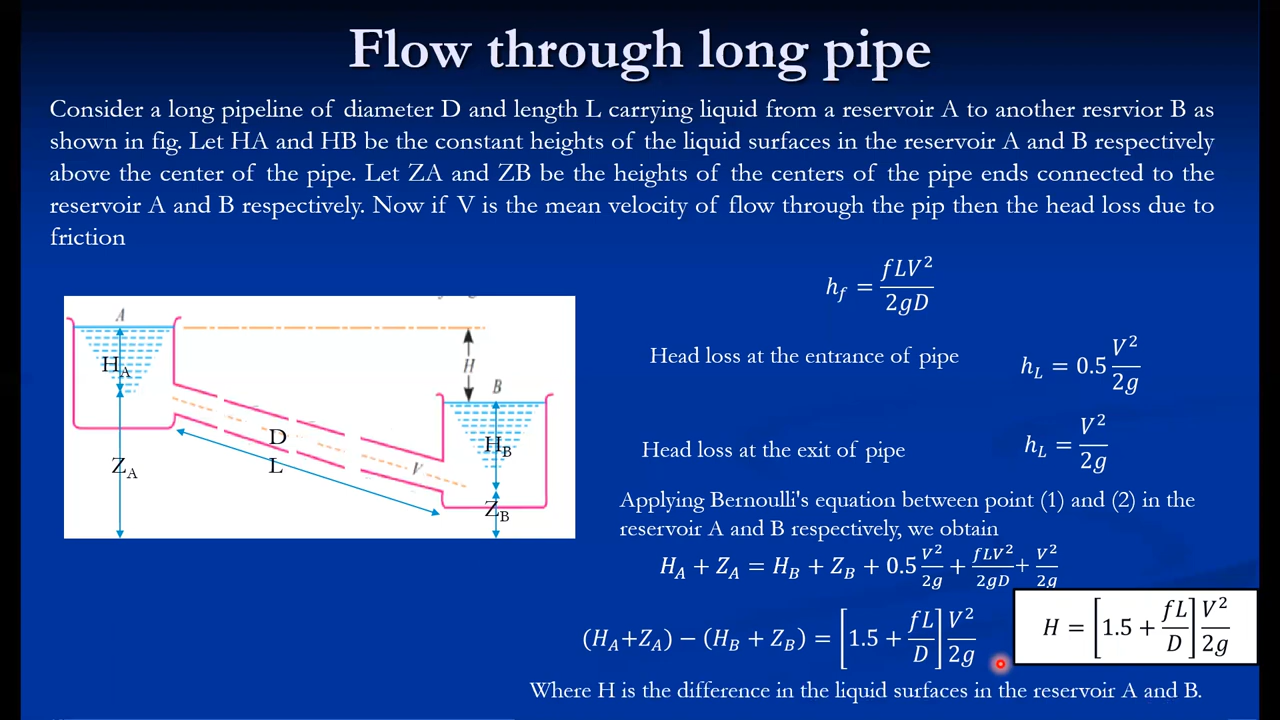 Flow through long pipe
Consider a long pipeline of diameter D and length L carrying liquid from a reservoir A to another resrvior B as
shown in fig. Let HA and HB be the constant heights of the liquid surfaces in the reservoir A and B respectively
above the center of the pipe. Let ZA and ZB be the heights of the centers of the pipe ends connected to the
reservoir A and B respectively. Now if V is the mean velocity of flow through the pip then the head loss due to
friction
h_f = fLV²/2gD
A
H_A
Z_A
D
L
V
H
B
H_B
Z_B
Head loss at the entrance of pipe
h_L = 0.5 V²/2g
Head loss at the exit of pipe
h_L = V²/2g
Applying Bernoulli's equation between point (1) and (2) in the
reservoir A and B respectively, we obtain
H_A + Z_A = H_B + Z_B + 0.5 V²/2g + fLV²/2gD + V²/2g
(H_A+Z_A) − (H_B + Z_B) = [1.5 + fL/D] V²/2g
H = [1.5 + fL/D] V²/2g
Where H is the difference in the liquid surfaces in the reservoir A and B.